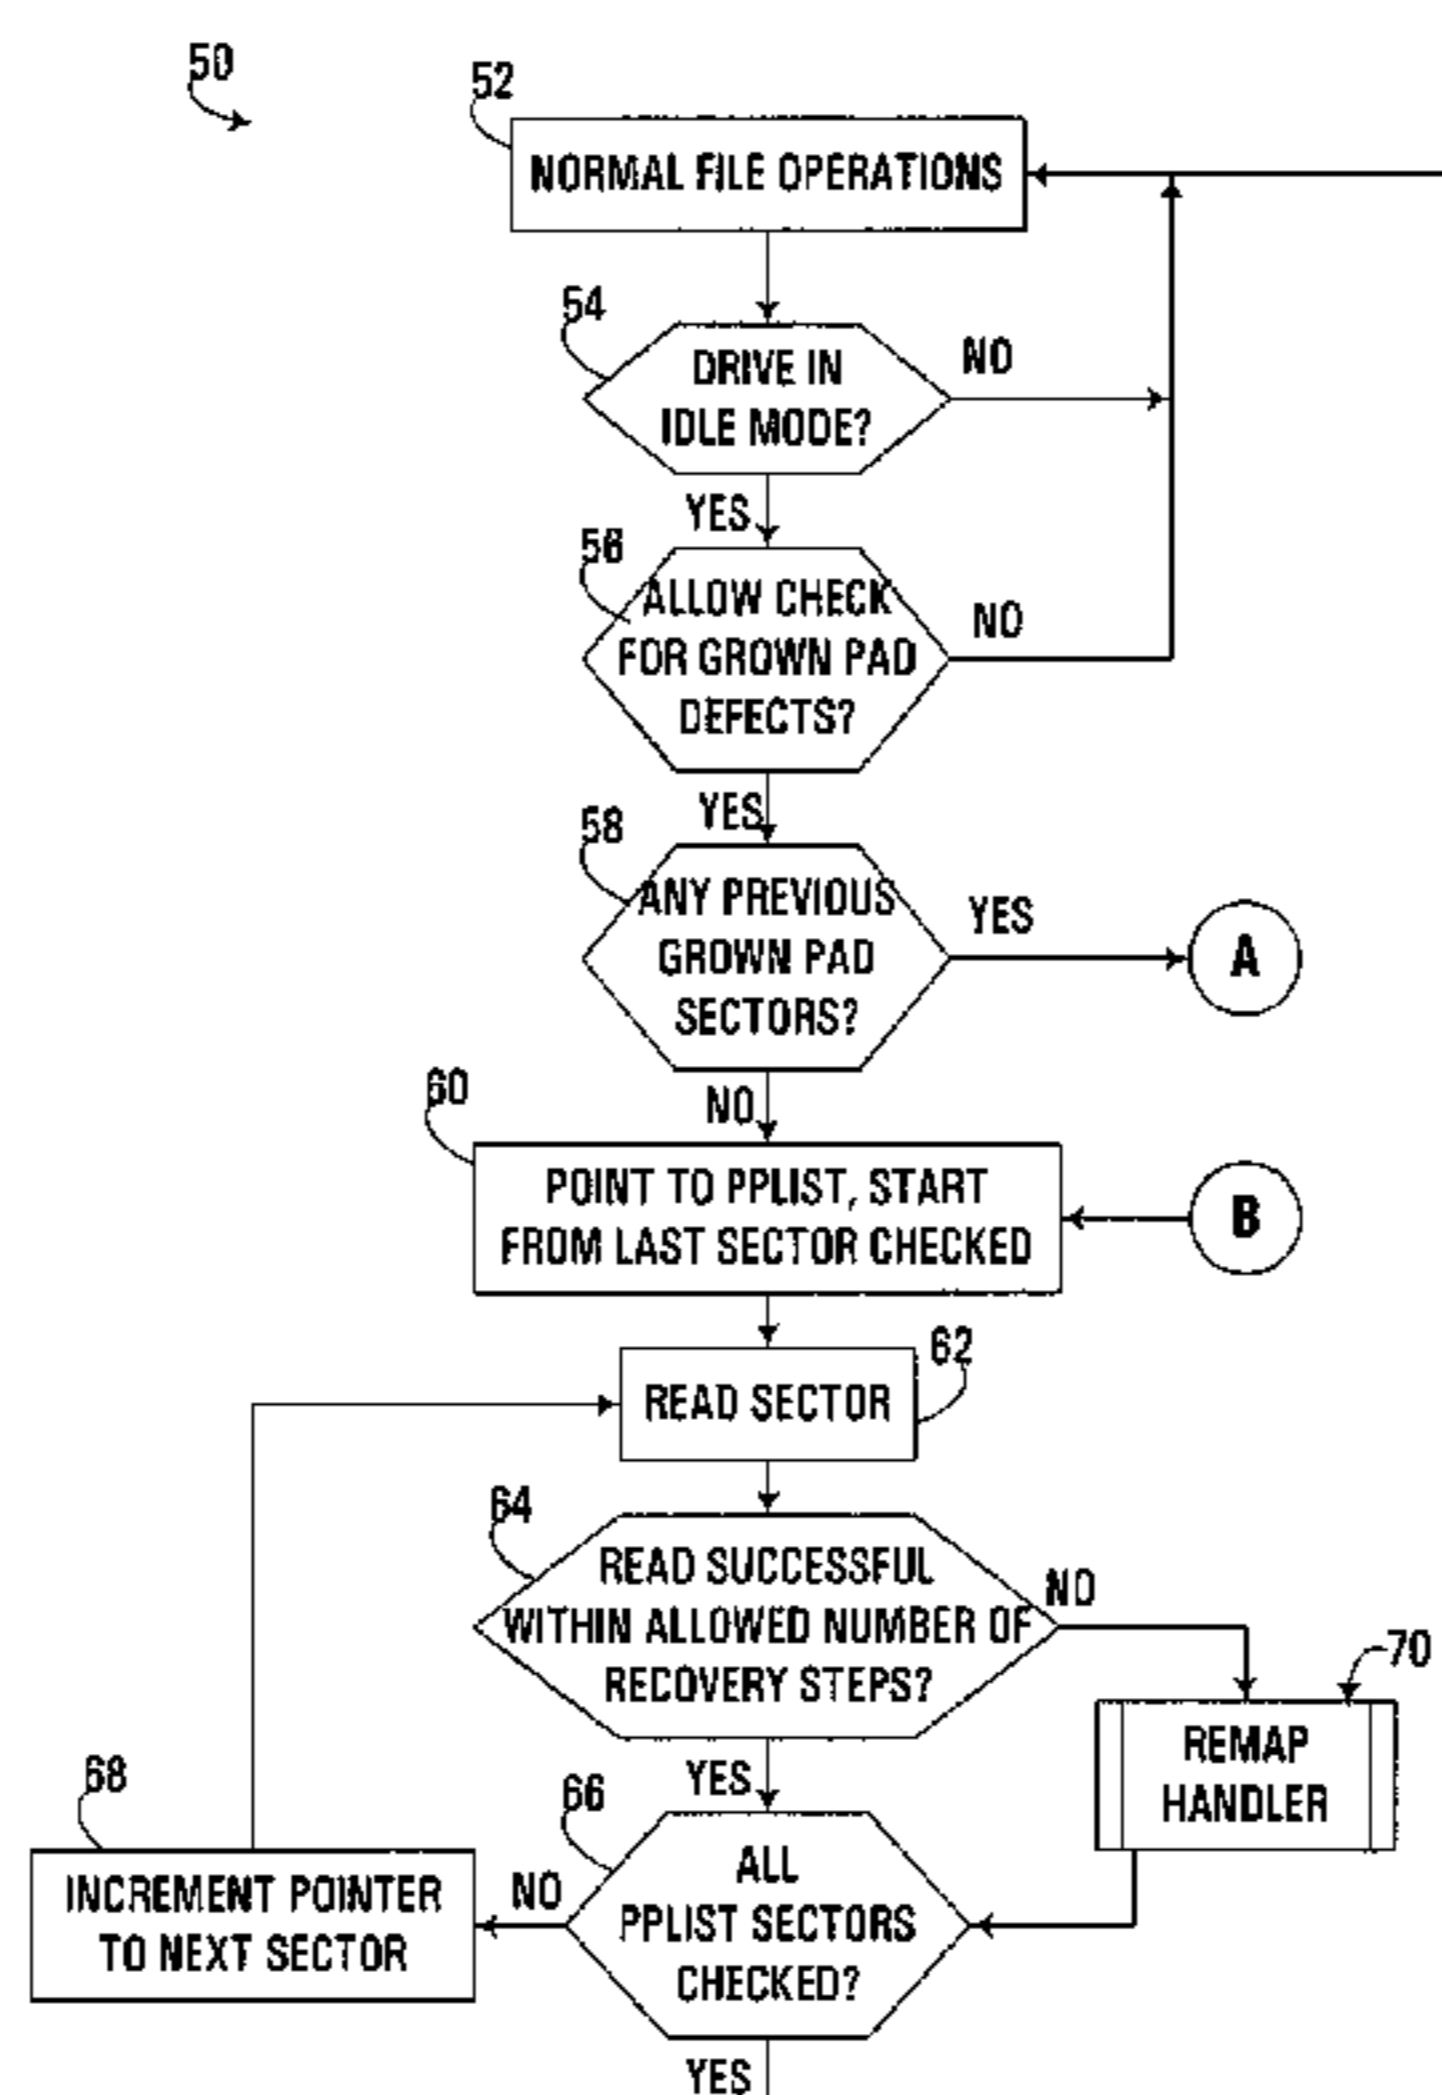 50
52
NORMAL FILE OPERATIONS
54
DRIVE IN
IDLE MODE?
NO
YES
56
ALLOW CHECK
FOR GROWN PAD
DEFECTS?
NO
YES
58
ANY PREVIOUS
GROWN PAD
SECTORS?
YES
A
NO
60
POINT TO PPLIST, START
FROM LAST SECTOR CHECKED
B
62
READ SECTOR
64
READ SUCCESSFUL
WITHIN ALLOWED NUMBER OF
RECOVERY STEPS?
NO
70
REMAP
HANDLER
YES
66
ALL
PPLIST SECTORS
CHECKED?
NO
68
INCREMENT POINTER
TO NEXT SECTOR
YES